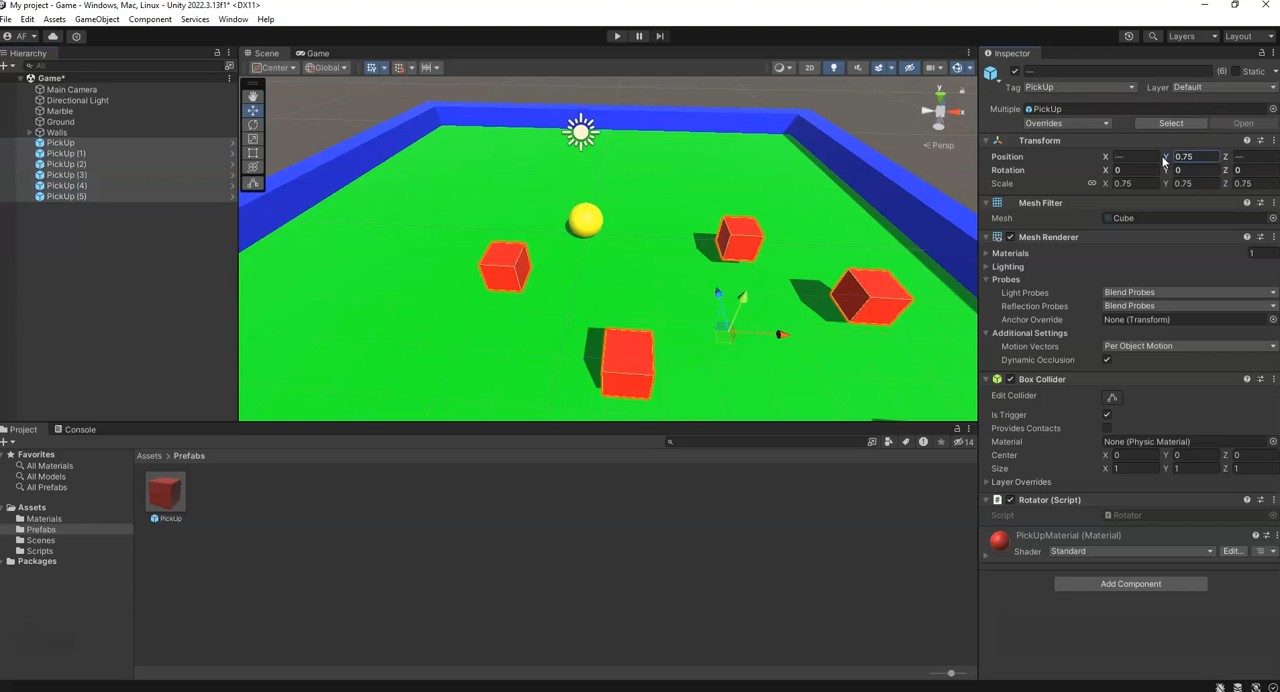 My project - Game - Windows, Mac, Linux - Unity 2022.3.13f1* <DX11>
File Edit Assets GameObject Component Services Window Help
AF
Layers Layout
Hierarchy
All
Game*
Main Camera
Directional Light
Marble
Ground
Walls
PickUp
PickUp (1)
PickUp (2)
PickUp (3)
PickUp (4)
PickUp (5)
Scene Game
Center Global 2D
y
x
Persp
Inspector
— (6) Static
Tag PickUp Layer Default
Multiple PickUp
Overrides Select Open
Transform
Position X — Y 0.75 Z —
Rotation X 0 Y 0 Z 0
Scale X 0.75 Y 0.75 Z 0.75
Mesh Filter
Mesh Cube
Mesh Renderer
Materials 1
Lighting
Probes
Light Probes Blend Probes
Reflection Probes Blend Probes
Anchor Override None (Transform)
Additional Settings
Motion Vectors Per Object Motion
Dynamic Occlusion
Box Collider
Edit Collider
Is Trigger
Provides Contacts
Material None (Physic Material)
Center X 0 Y 0 Z 0
Size X 1 Y 1 Z 1
Layer Overrides
Rotator (Script)
Script Rotator
PickUpMaterial (Material)
Shader Standard Edit...
Add Component
Project Console
14
Favorites
All Materials
All Models
All Prefabs
Assets
Materials
Prefabs
Scenes
Scripts
Packages
Assets > Prefabs
PickUp